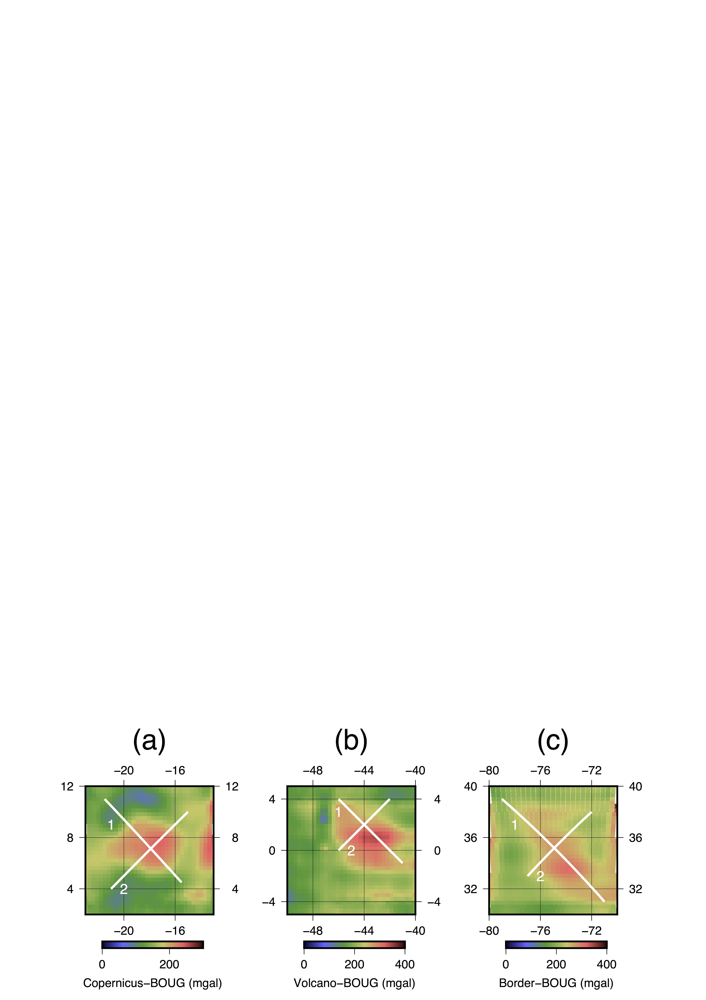 (a) (b) (c)
−20 −16 −48 −44 −40 −80 −76 −72
12 12 40 40
4 4
1 1 1
8 8 36 36
0 0
2 2 2
4 4 32 32
−4 −4
−20 −16 −48 −44 −40 −80 −76 −72
0 200 0 200 400 0 200 400
Copernicus−BOUG (mgal) Volcano−BOUG (mgal) Border−BOUG (mgal)